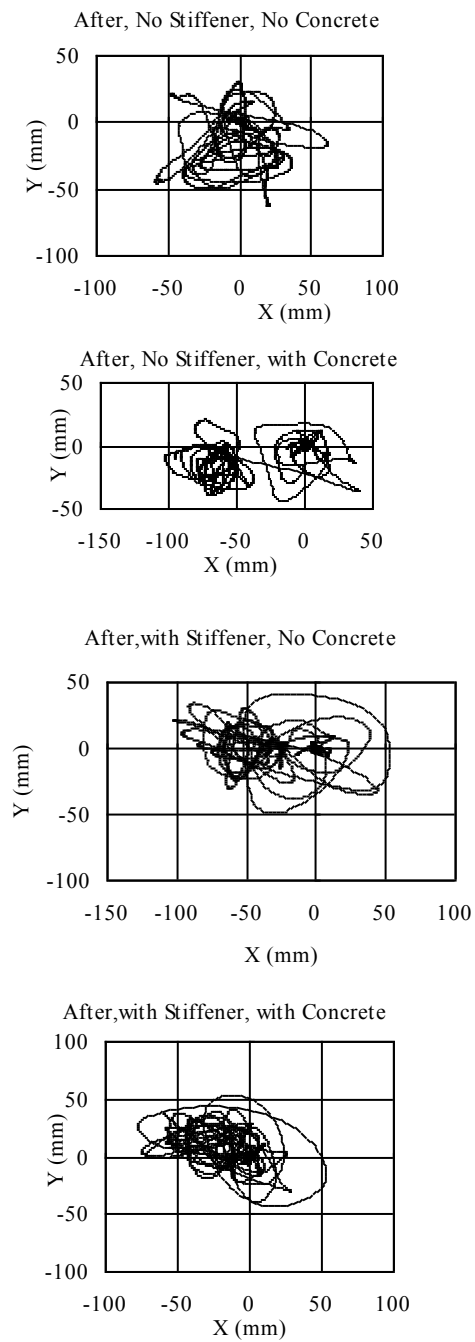 After, No Stiffener, No Concrete
50
0
-50
-100
Y (mm)
-100 -50 0 50 100
X (mm)
After, No Stiffener, with Concrete
50
0
-50
Y (mm)
-150 -100 -50 0 50
X (mm)
After,with Stiffener, No Concrete
50
0
-50
-100
Y (mm)
-150 -100 -50 0 50 100
X (mm)
After,with Stiffener, with Concrete
100
50
0
-50
-100
Y (mm)
-100 -50 0 50 100
X (mm)